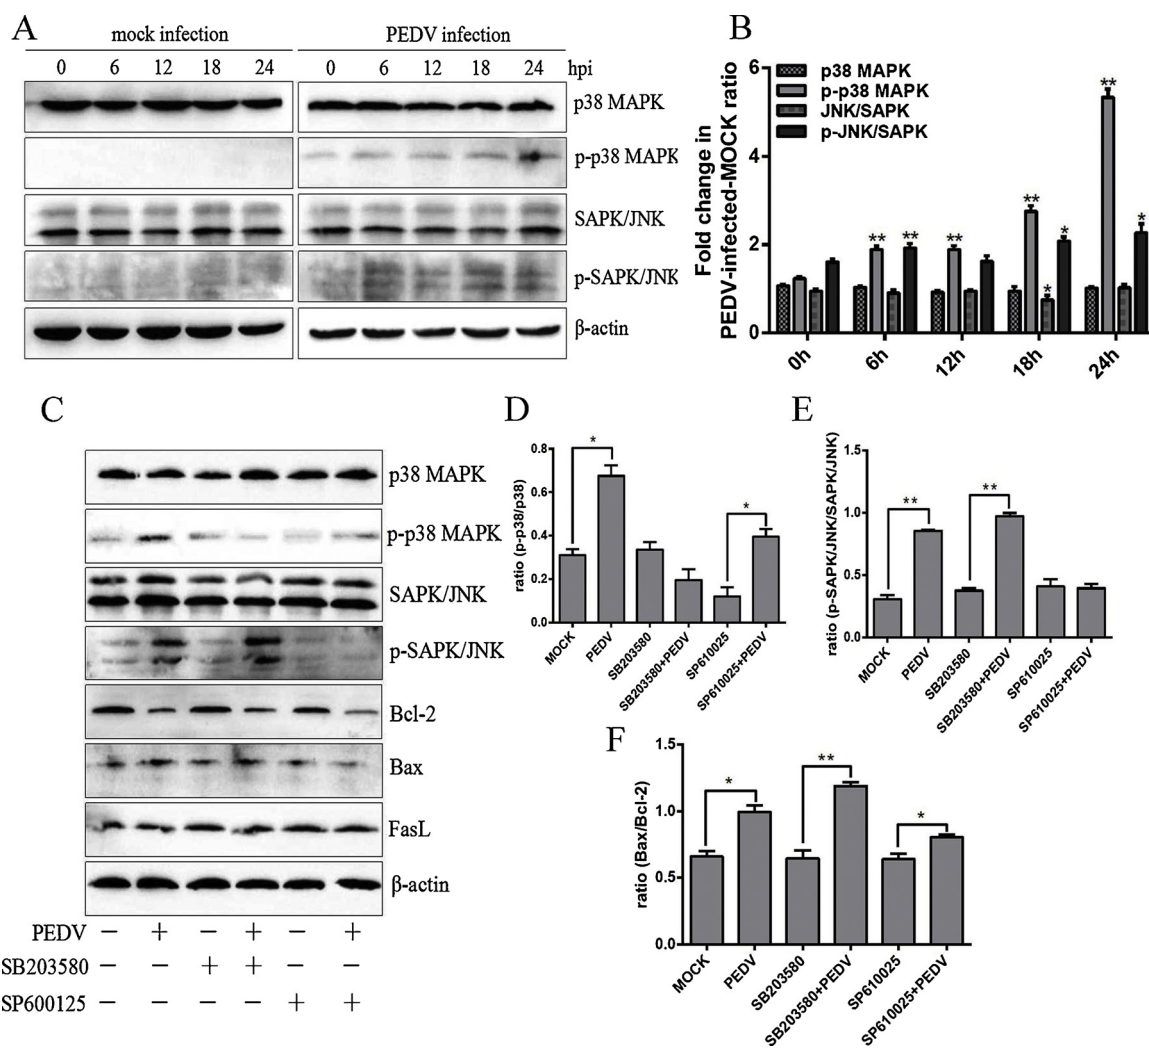 A
mock infection
PEDV infection
0 6 12 18 24
0 6 12 18 24 hpi
p38 MAPK
p-p38 MAPK
SAPK/JNK
p-SAPK/JNK
β-actin
B
Fold change in
PEDV-infected-MOCK ratio
6
4
2
0
p38 MAPK
p-p38 MAPK
JNK/SAPK
p-JNK/SAPK
** ** ** ** * * ** *
0h 6h 12h 18h 24h
C
p38 MAPK
p-p38 MAPK
SAPK/JNK
p-SAPK/JNK
Bcl-2
Bax
FasL
β-actin
PEDV − + − + − +
SB203580 − − + + − −
SP600125 − − − − + +
D
ratio (p-p38/p38)
0.8
0.6
0.4
0.2
0.0
* *
MOCK
PEDV
SB203580
SB203580+PEDV
SP610025
SP610025+PEDV
E
ratio (p-SAPK/JNK/SAPK/JNK)
1.5
1.0
0.5
0.0
** **
MOCK
PEDV
SB203580
SB203580+PEDV
SP610025
SP610025+PEDV
F
ratio (Bax/Bcl-2)
1.5
1.0
0.5
0.0
* ** *
MOCK
PEDV
SB203580
SB203580+PEDV
SP610025
SP610025+PEDV